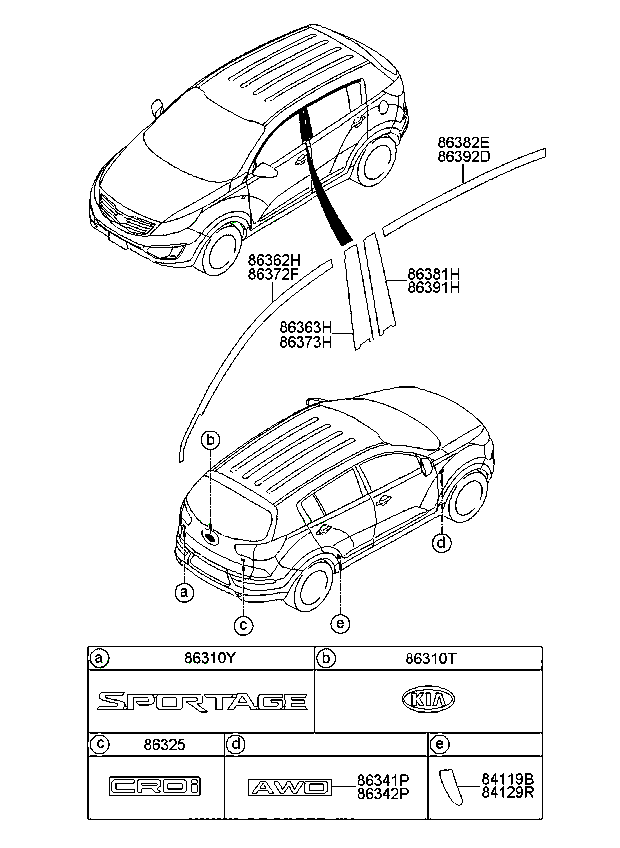 86382E
86392D
86362H
86372F
86381H
86391H
86363H
86373H
b
a
c
e
d
a 86310Y b 86310T
SPORTAGE KIA
c 86325 d e
CRDi AWD 86341P 84119B
86342P 84129R